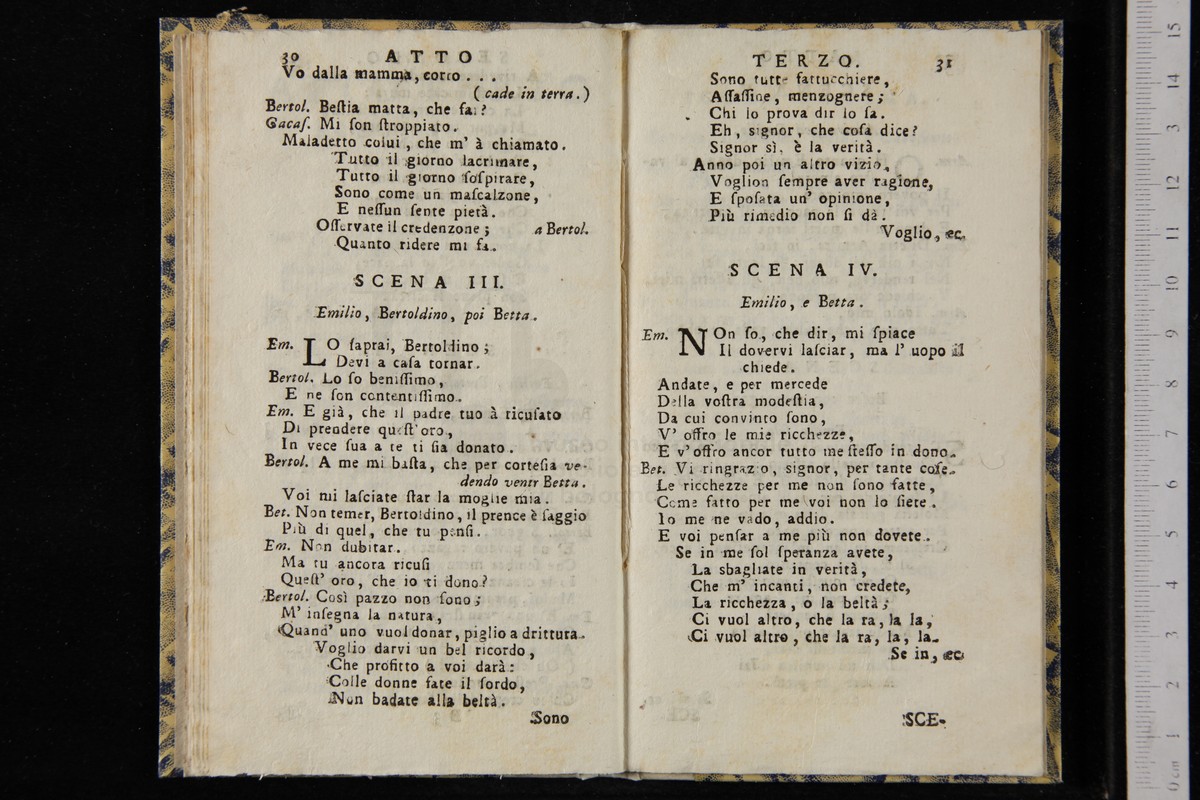 30 ATTO
Vo dalla mamma, corro . . .
( cade in terra. )
Bertol. Beſtia matta, che fai?
Cacaſ. Mi ſon ſtroppiato.
Maladetto colui, che m' à chiamato.
Tutto il giorno lacrimare,
Tutto il giorno ſoſpirare,
Sono come un maſcalzone,
E neſſun ſente pietà.
Oſſervate il credenzone; a Bertol.
Quanto ridere mi fa.
SCENA III.
Emilio, Bertoldino, poi Betta.
Em. LO ſaprai, Bertoldino;
Devi a caſa tornar.
Bertol. Lo ſo beniſſimo,
E ne ſon contentiſſimo.
Em. E già, che il padre tuo à ricuſato
Di prendere queſt' oro,
In vece ſua a te ti ſia donato.
Bertol. A me mi baſta, che per corteſia ve-
dendo venir Betta.
Voi mi laſciate ſtar la moglie mia.
Bet. Non temer, Bertoldino, il prence è ſaggio
Più di quel, che tu penſi.
Em. Non dubitar.
Ma tu ancora ricuſi
Queſt' oro, che io ti dono?
Bertol. Così pazzo non ſono;
M' inſegna la natura,
Quand' uno vuol donar, piglio a drittura.
Voglio darvi un bel ricordo,
Che profitto a voi darà:
Colle donne fate il ſordo,
Non badate alla beltà.
Sono
TERZO. 31
Sono tutte fattucchiere,
Aſſaſſine, menzognere;
Chi lo prova dir lo ſa.
Eh, signor, che coſa dice?
Signor sì, è la verità.
Anno poi un altro vizio,
Voglion ſempre aver ragione,
E ſpoſata un' opinione,
Più rimedio non ſi dà.
Voglio, ec.
SCENA IV.
Emilio, e Betta.
Em. NOn ſo, che dir, mi ſpiace
Il dovervi laſciar, ma l' uopo il
chiede.
Andate, e per mercede
Della voſtra modeſtia,
Da cui convinto ſono,
V' offro le mie ricchezze,
E v' offro ancor tutto me ſteſſo in dono.
Bet. Vi ringrazio, signor, per tante coſe.
Le ricchezze per me non ſono fatte,
Come fatto per me voi non lo ſiete.
Io me ne vado, addio.
E voi penſar a me più non dovete.
Se in me ſol ſperanza avete,
La sbagliate in verità,
Che m' incanti, non credete,
La ricchezza, o la beltà;
Ci vuol altro, che la ra, la la,
Ci vuol altro, che la ra, la, la.
Se in, ec.
SCE-